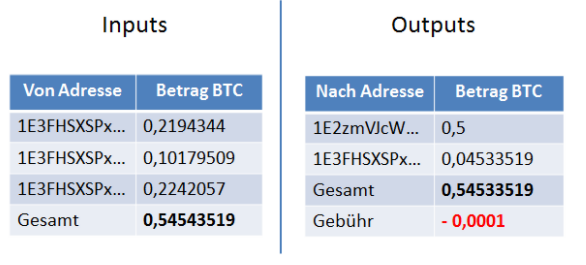 Inputs
Von Adresse Betrag BTC
1E3FHSXSPx... 0,2194344
1E3FHSXSPx... 0,10179509
1E3FHSXSPx... 0,2242057
Gesamt 0,54543519
Outputs
Nach Adresse Betrag BTC
1E2zmVJcW... 0,5
1E3FHSXSPx... 0,04533519
Gesamt 0,54533519
Gebühr - 0,0001